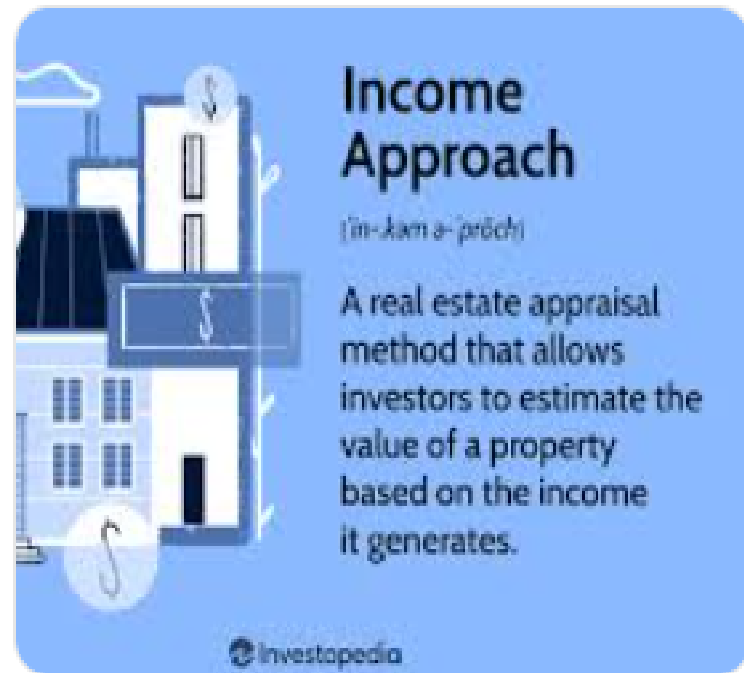 Income
Approach
('in-ˌkəm ə-ˈprōch)
A real estate appraisal
method that allows
investors to estimate the
value of a property
based on the income
it generates.
Investopedia